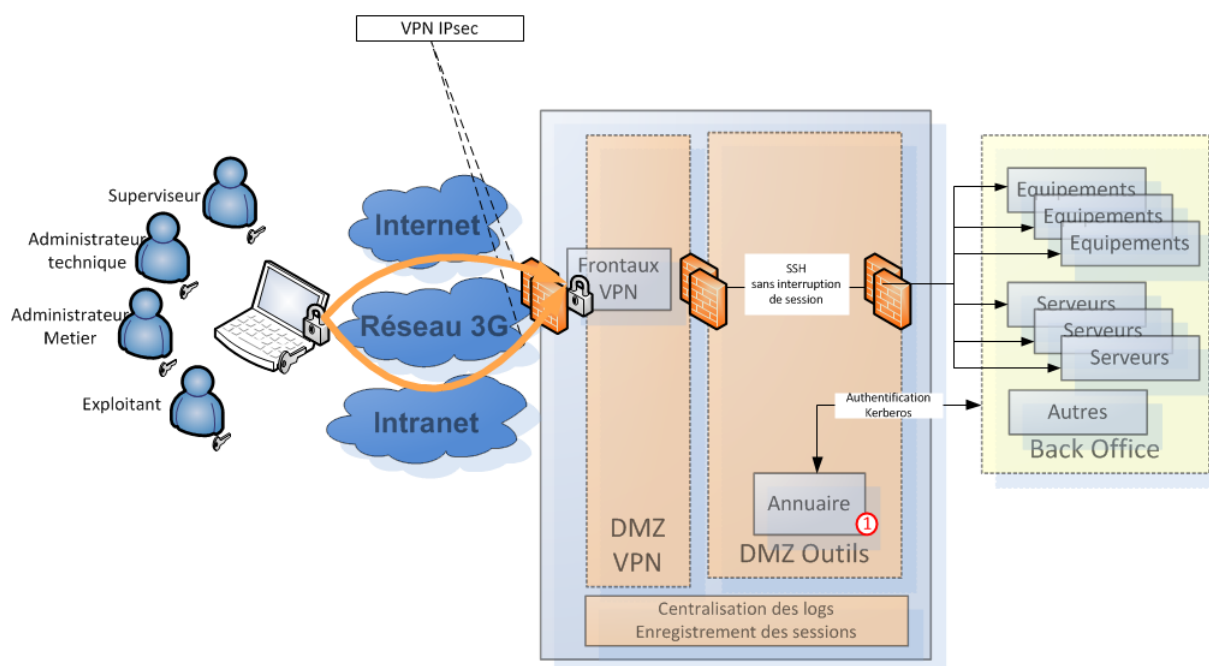 VPN IPsec
Superviseur
Administrateur
technique
Administrateur
Metier
Exploitant
Internet
Réseau 3G
Intranet
Frontaux
VPN
SSH
sans interruption
de session
Equipements
Equipements
Equipements
Serveurs
Serveurs
Serveurs
Autres
Back Office
Authentification
Kerberos
Annuaire
1
DMZ
VPN
DMZ Outils
Centralisation des logs
Enregistrement des sessions